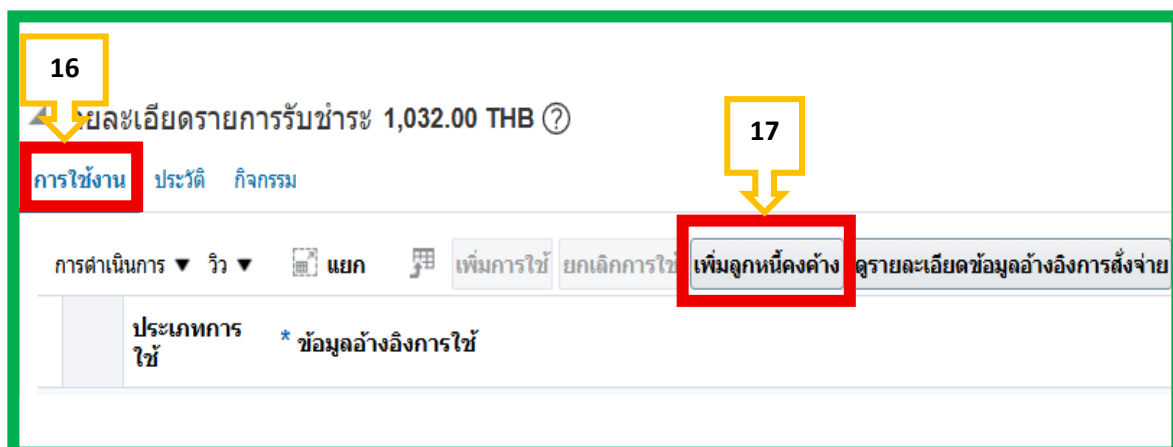 16
ยละเอียดรายการรับชำระ 1,032.00 THB ?
17
การใช้งาน ประวัติ กิจกรรม
การดำเนินการ ▼ วิว ▼ แยก เพิ่มการใช้ ยกเลิกการใช้ เพิ่มลูกหนี้คงค้าง ดูรายละเอียดข้อมูลอ้างอิงการสั่งจ่าย
ประเภทการ
ใช้
* ข้อมูลอ้างอิงการใช้